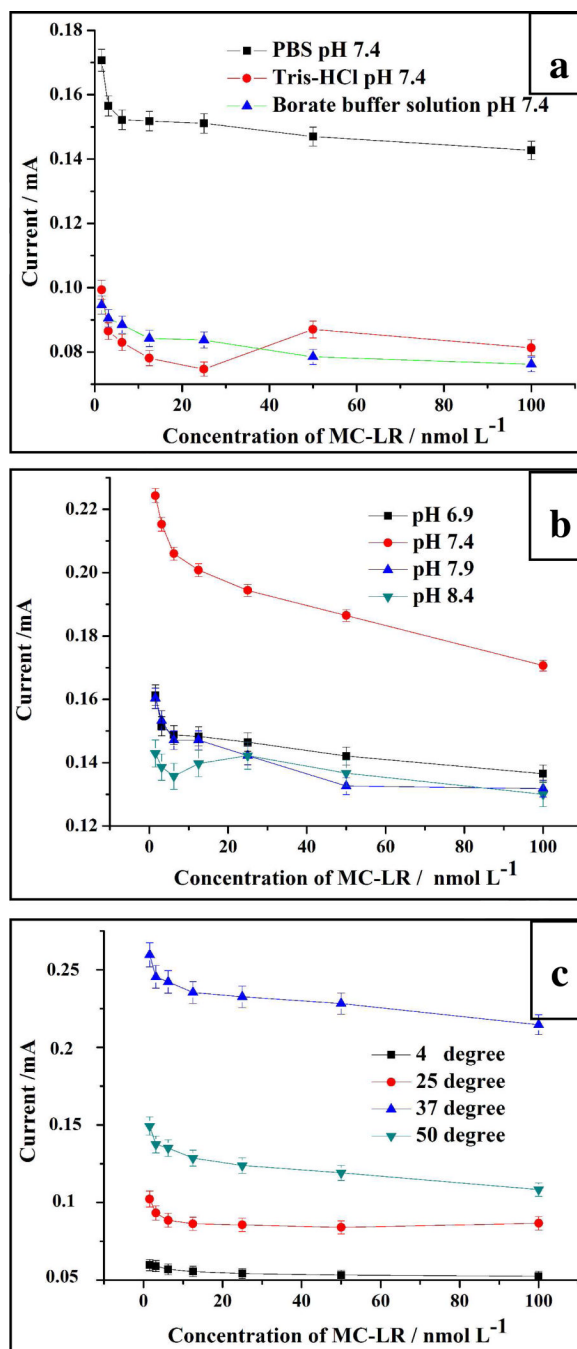 a
PBS pH 7.4
Tris-HCl pH 7.4
Borate buffer solution pH 7.4
0.18
0.16
0.14
0.12
0.10
0.08
Current / mA
0 20 40 60 80 100
Concentration of MC-LR / nmol L-1
b
pH 6.9
pH 7.4
pH 7.9
pH 8.4
0.22
0.20
0.18
0.16
0.14
0.12
Current /mA
0 20 40 60 80 100
Concentration of MC-LR / nmol L-1
c
4 degree
25 degree
37 degree
50 degree
0.25
0.2
0.15
0.1
0.05
Current /mA
0 20 40 60 80 100
Concentration of MC-LR / nmol L-1